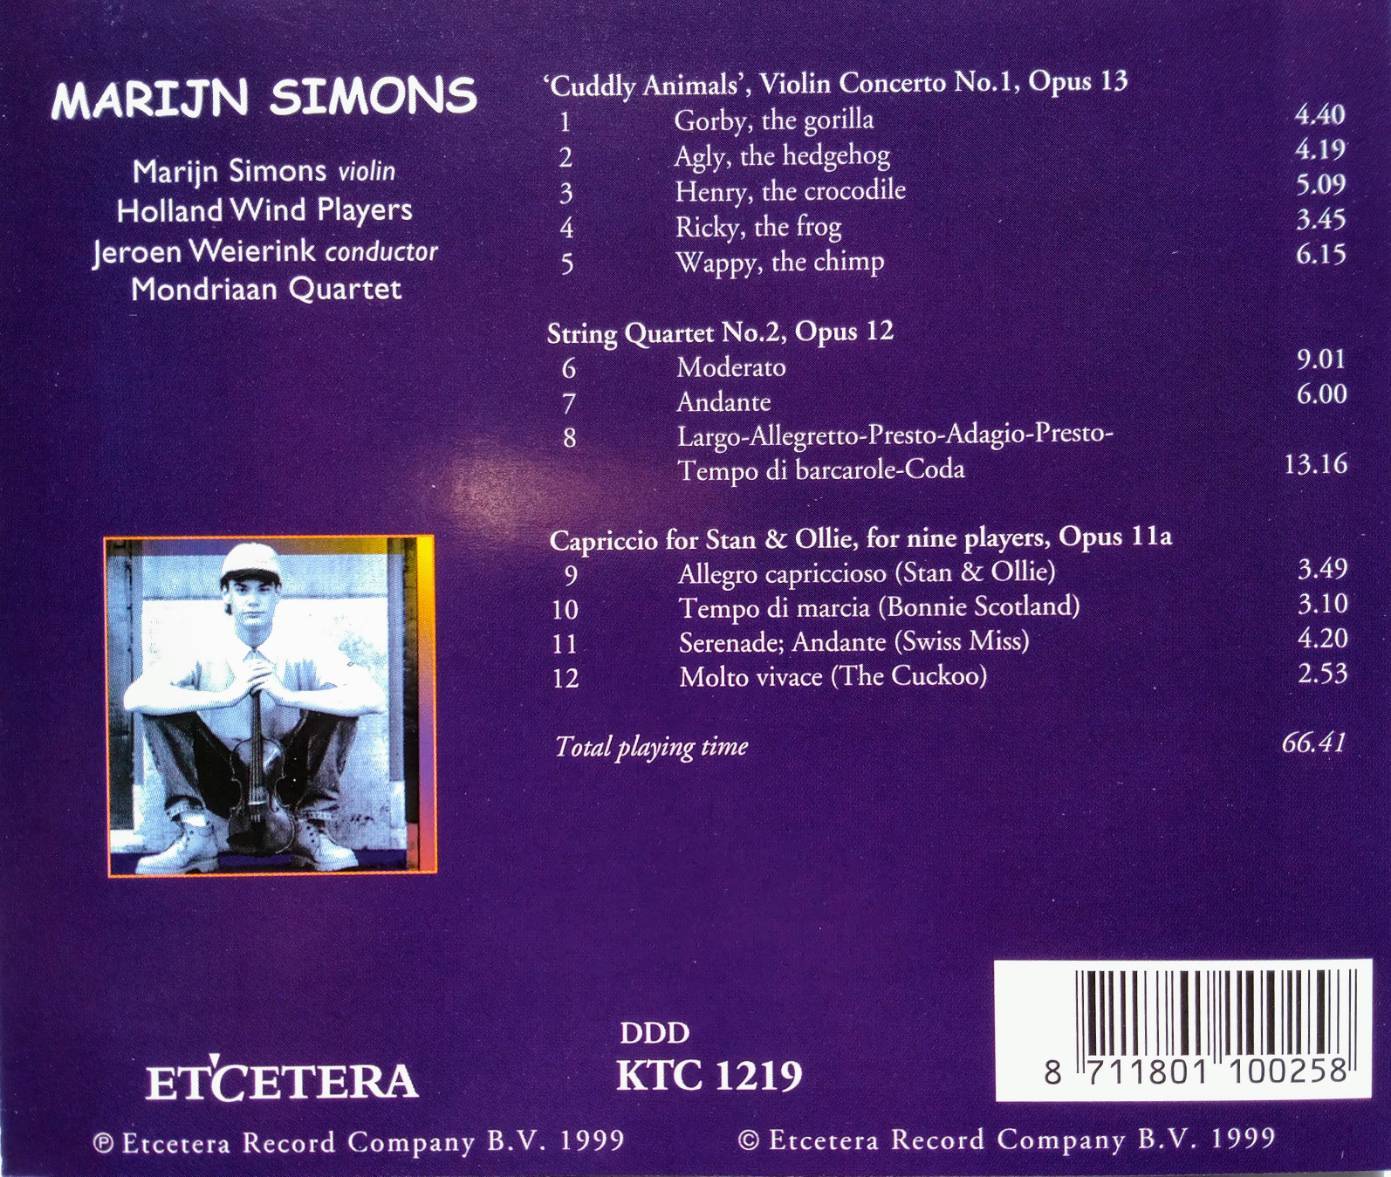 MARIJN SIMONS
Marijn Simons violin
Holland Wind Players
Jeroen Weierink conductor
Mondriaan Quartet
‘Cuddly Animals’, Violin Concerto No.1, Opus 13
1 Gorby, the gorilla 4.40
2 Agly, the hedgehog 4.19
3 Henry, the crocodile 5.09
4 Ricky, the frog 3.45
5 Wappy, the chimp 6.15
String Quartet No.2, Opus 12
6 Moderato 9.01
7 Andante 6.00
8 Largo-Allegretto-Presto-Adagio-Presto-
Tempo di barcarole-Coda 13.16
Capriccio for Stan & Ollie, for nine players, Opus 11a
9 Allegro capriccioso (Stan & Ollie) 3.49
10 Tempo di marcia (Bonnie Scotland) 3.10
11 Serenade; Andante (Swiss Miss) 4.20
12 Molto vivace (The Cuckoo) 2.53
Total playing time 66.41
ET'CETERA
DDD
KTC 1219
8 711801 100258
℗ Etcetera Record Company B.V. 1999
© Etcetera Record Company B.V. 1999